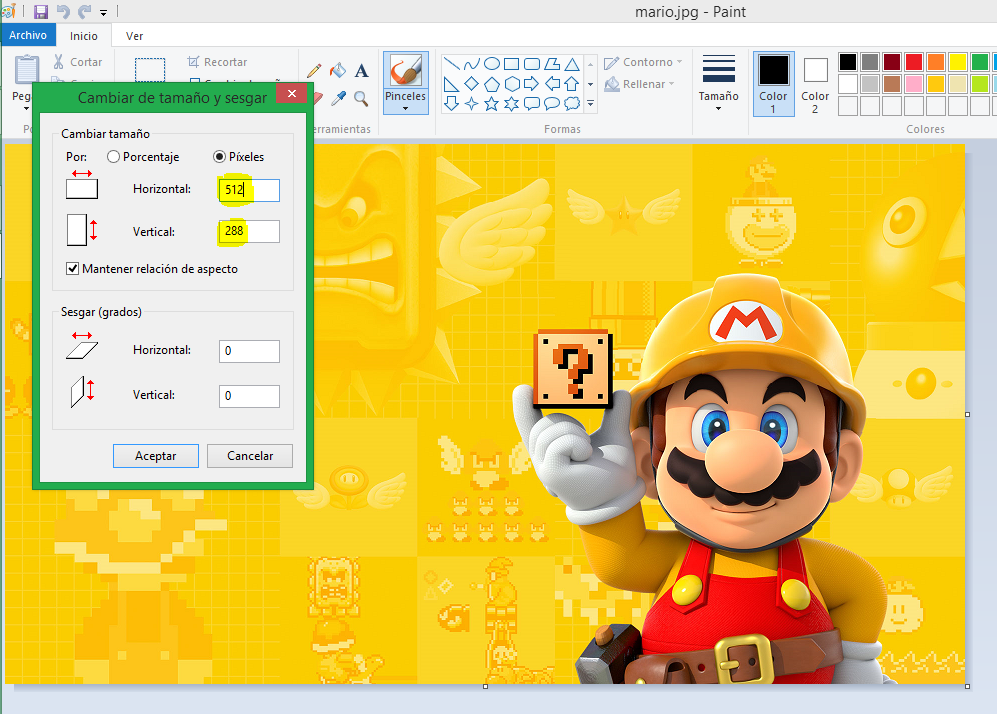 mario.jpg - Paint
Archivo
Inicio
Ver
Cortar
Recortar
Pinceles
Contorno
Rellenar
Tamaño
Color
1
Color
2
Formas
Colores
Cambiar de tamaño y sesgar
Cambiar tamaño
Por:
Porcentaje
Píxeles
Horizontal:
512
Vertical:
288
Mantener relación de aspecto
Sesgar (grados)
Horizontal:
0
Vertical:
0
Aceptar
Cancelar
M
?